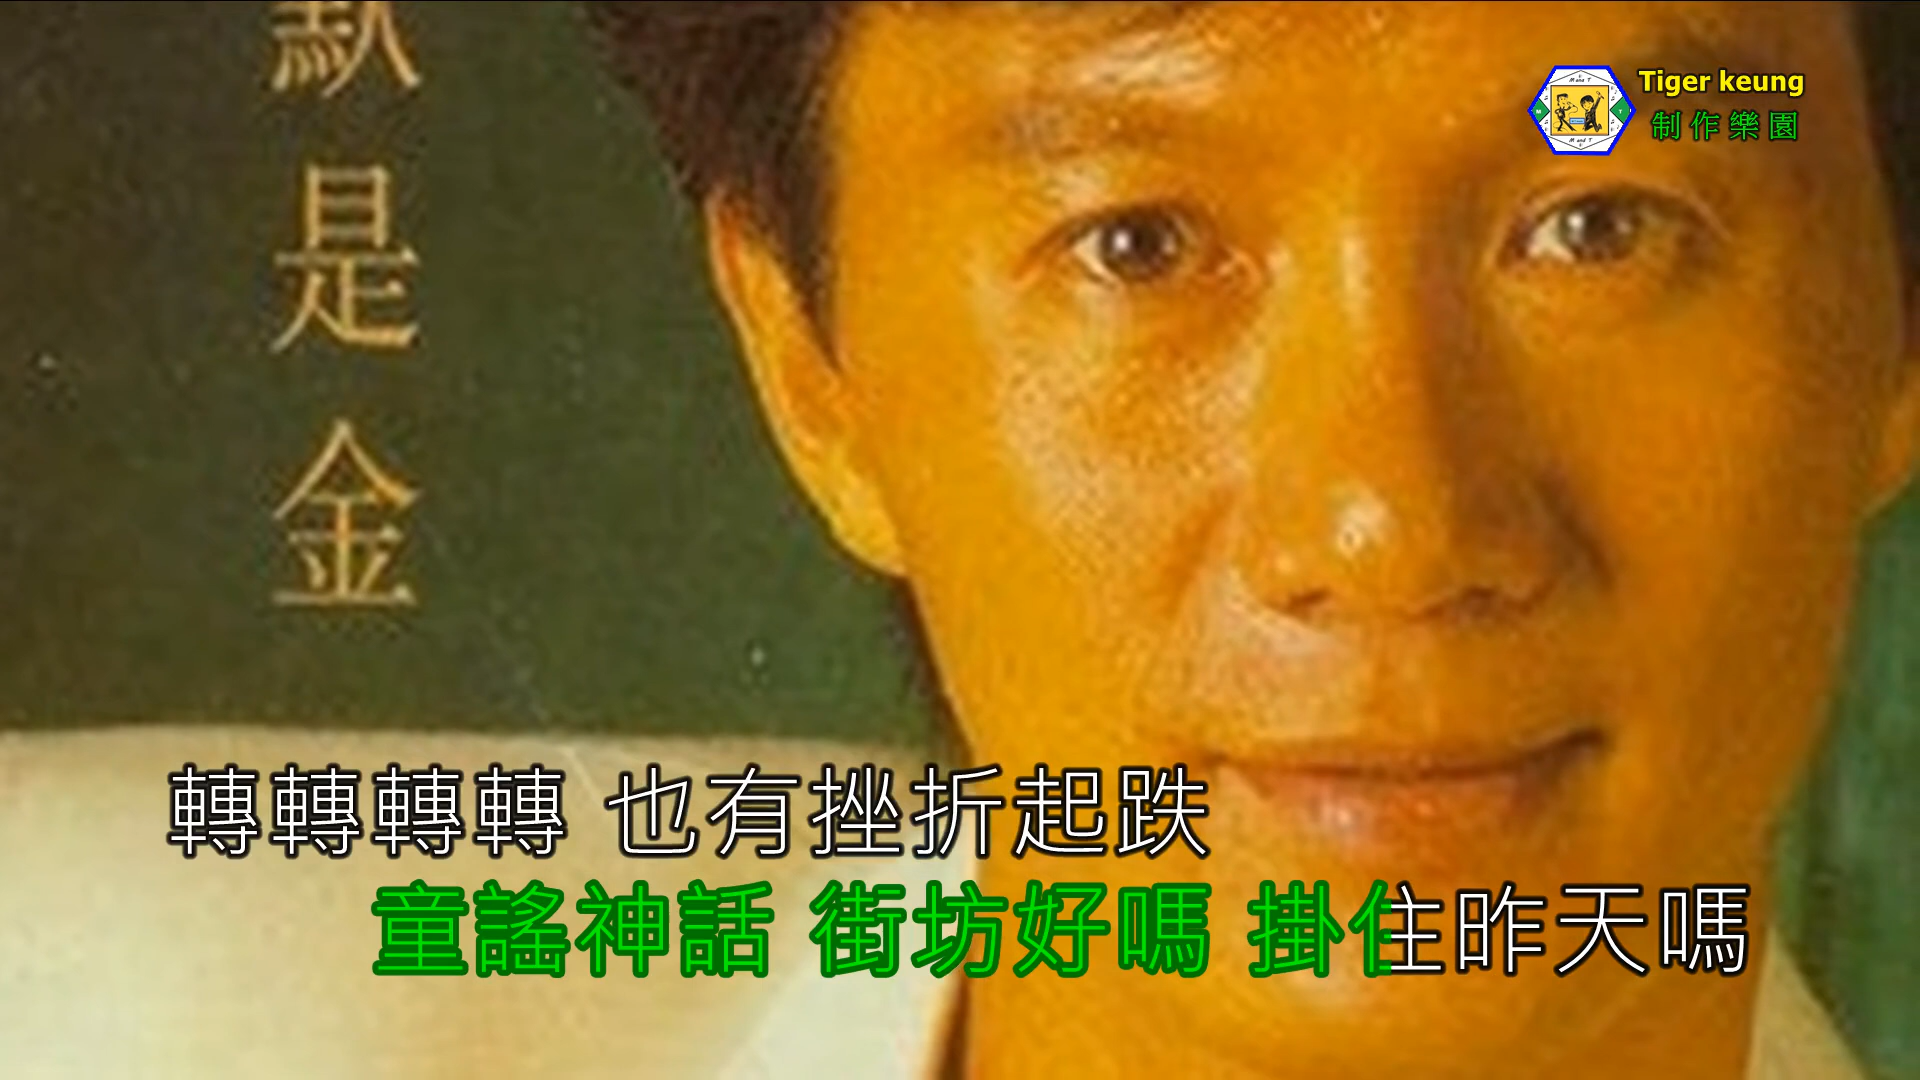 默
是
金
Tiger keung
制作樂園
轉轉轉轉 也有挫折起跌
童謠神話 街坊好嗎 掛住昨天嗎